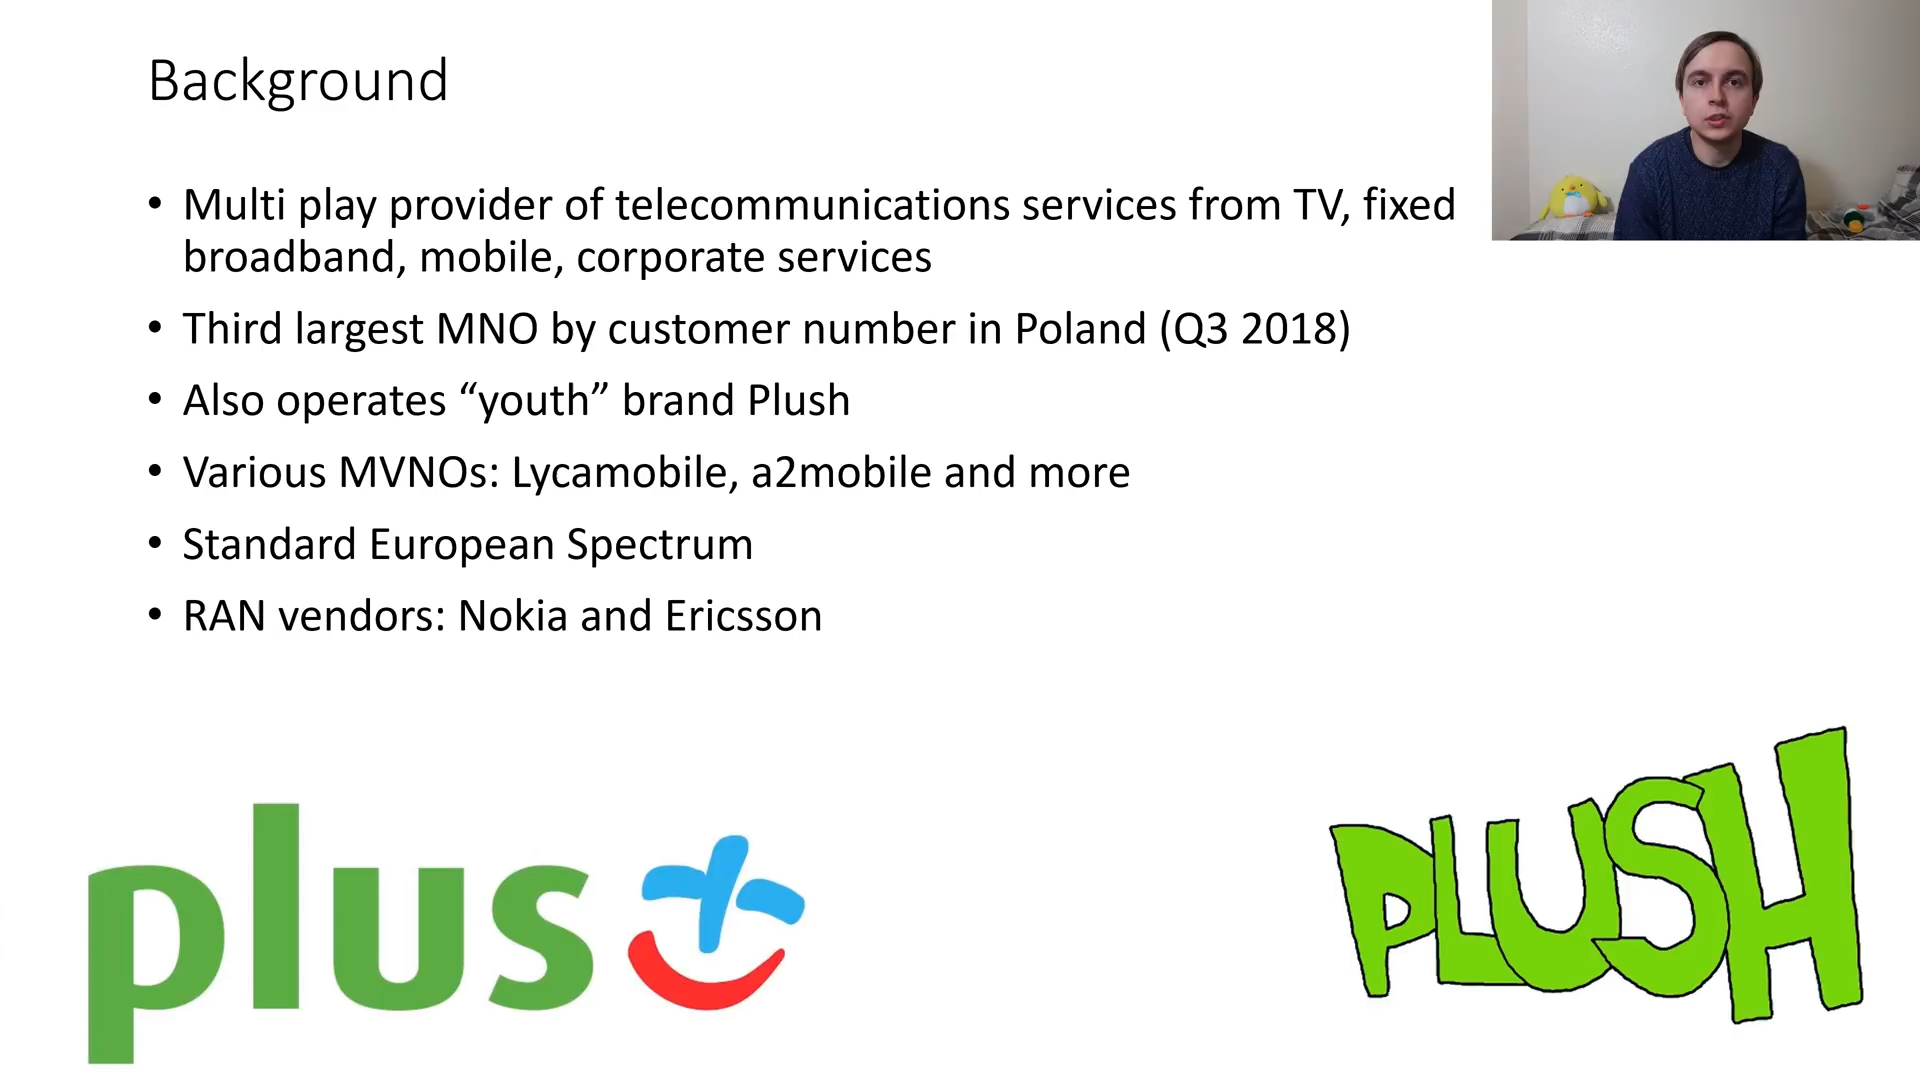 Background
• Multi play provider of telecommunications services from TV, fixed
broadband, mobile, corporate services
• Third largest MNO by customer number in Poland (Q3 2018)
• Also operates “youth” brand Plush
• Various MVNOs: Lycamobile, a2mobile and more
• Standard European Spectrum
• RAN vendors: Nokia and Ericsson
plus
PLUSH